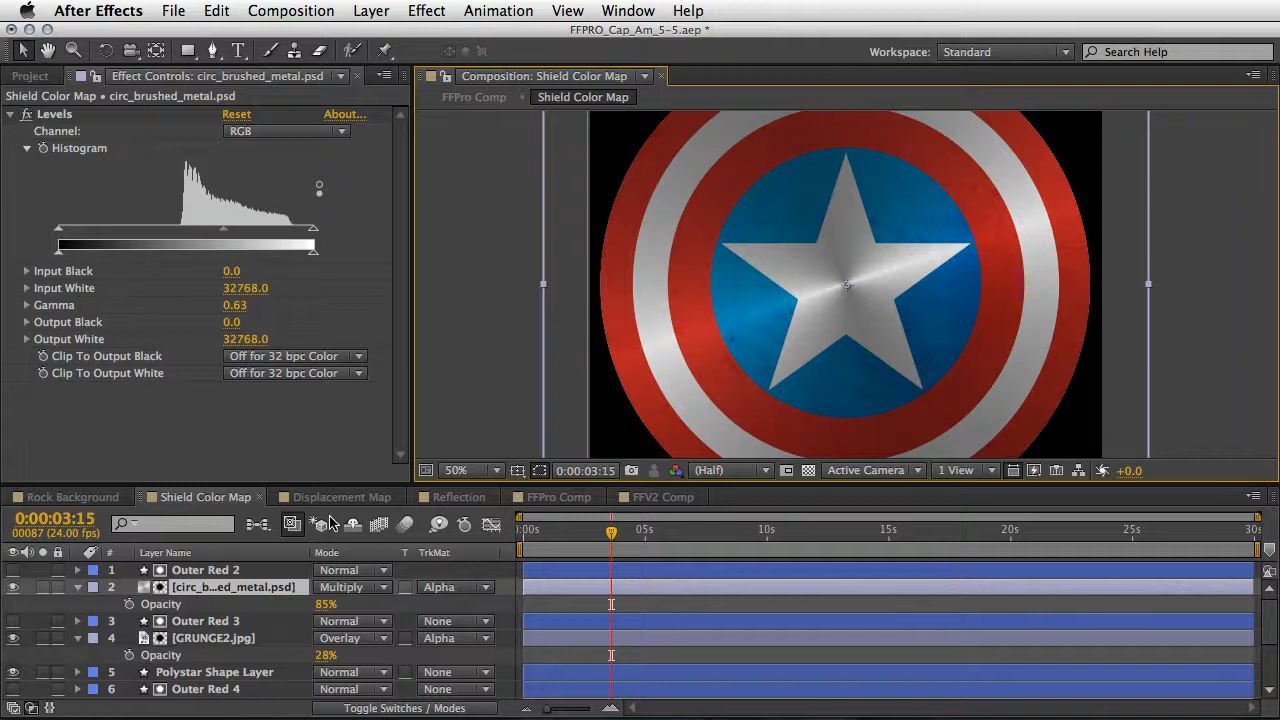 After Effects File Edit Composition Layer Effect Animation View Window Help
FFPRO_Cap_Am_5-5.aep *
T Workspace: Standard Search Help
Project Effect Controls: circ_brushed_metal.psd Composition: Shield Color Map
Shield Color Map • circ_brushed_metal.psd FFPro Comp Shield Color Map
fx Levels Reset About...
Channel: RGB
Histogram
Input Black 0.0
Input White 32768.0
Gamma 0.63
Output Black 0.0
Output White 32768.0
Clip To Output Black Off for 32 bpc Color
Clip To Output White Off for 32 bpc Color
50% 0:00:03:15 (Half) Active Camera 1 View +0.0
Rock Background Shield Color Map Displacement Map Reflection FFPro Comp FFV2 Comp
0:00:03:15
00087 (24.00 fps)
:00s 05s 10s 15s 20s 25s 30s
# Layer Name Mode T TrkMat
1 Outer Red 2 Normal
2 [circ_b...ed_metal.psd] Multiply Alpha
Opacity 85%
3 Outer Red 3 Normal None
4 [GRUNGE2.jpg] Overlay Alpha
Opacity 28%
5 Polystar Shape Layer Normal None
6 Outer Red 4 Normal None
Toggle Switches / Modes